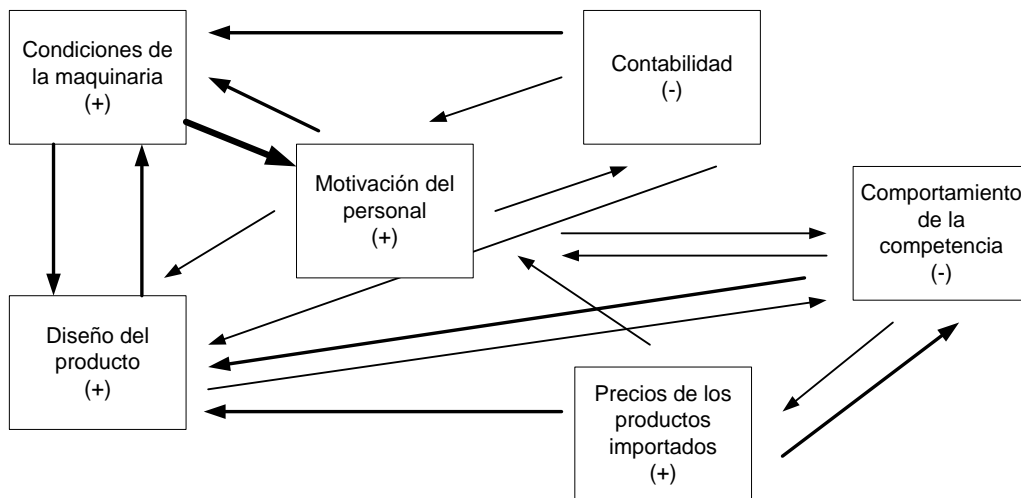 Condiciones de
la maquinaria
(+)
Contabilidad
(-)
Motivación del
personal
(+)
Comportamiento
de la
competencia
(-)
Diseño del
producto
(+)
Precios de los
productos
importados
(+)